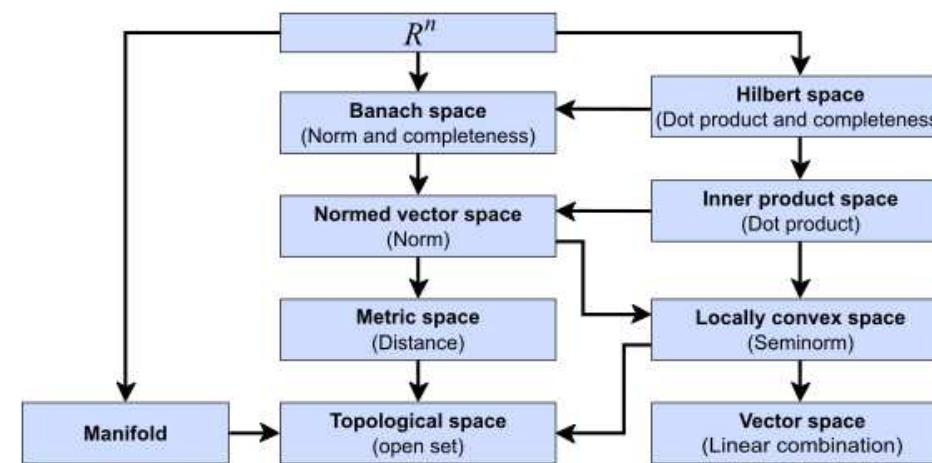 R^n
Banach space
(Norm and completeness)
Hilbert space
(Dot product and completeness
Normed vector space
(Norm)
Inner product space
(Dot product)
Metric space
(Distance)
Locally convex space
(Seminorm)
Manifold
Topological space
(open set)
Vector space
(Linear combination)